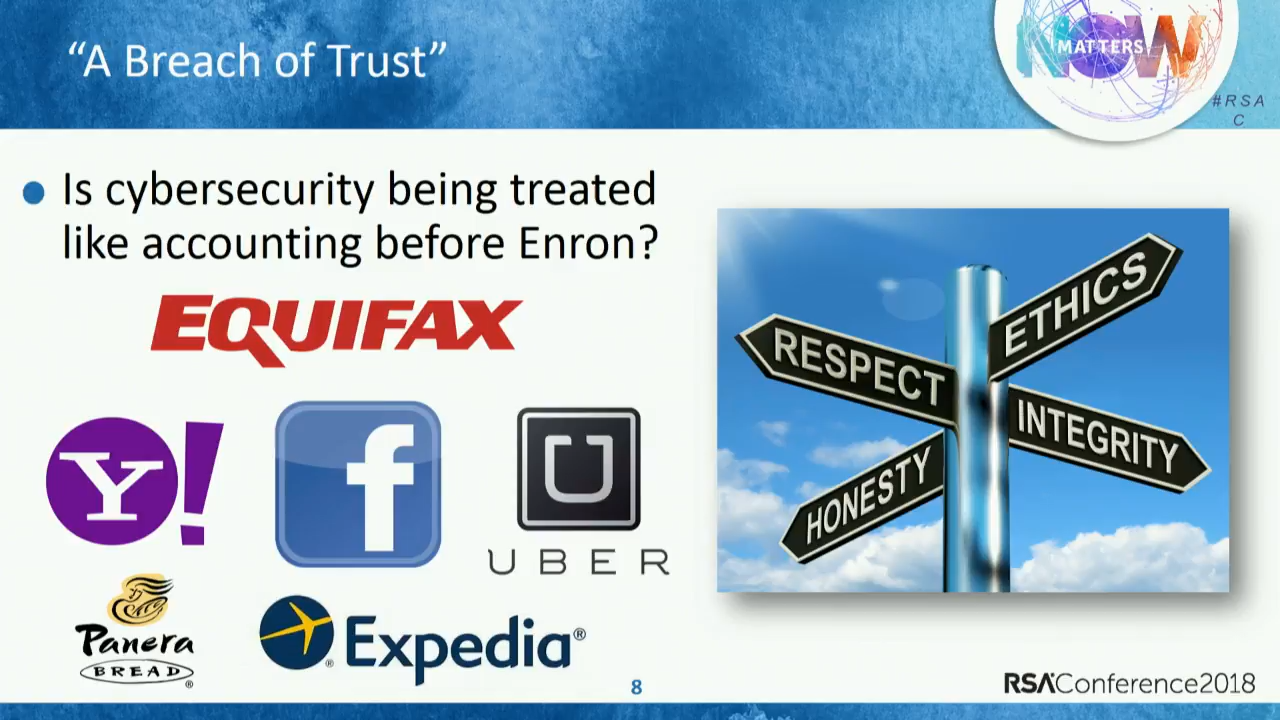 “A Breach of Trust”
NOW
MATTERS
#RSA
C
Is cybersecurity being treated
like accounting before Enron?
EQUIFAX
Y!
f
U
UBER
Panera
BREAD®
Expedia®
RESPECT
ETHICS
INTEGRITY
HONESTY
8
RSAConference2018